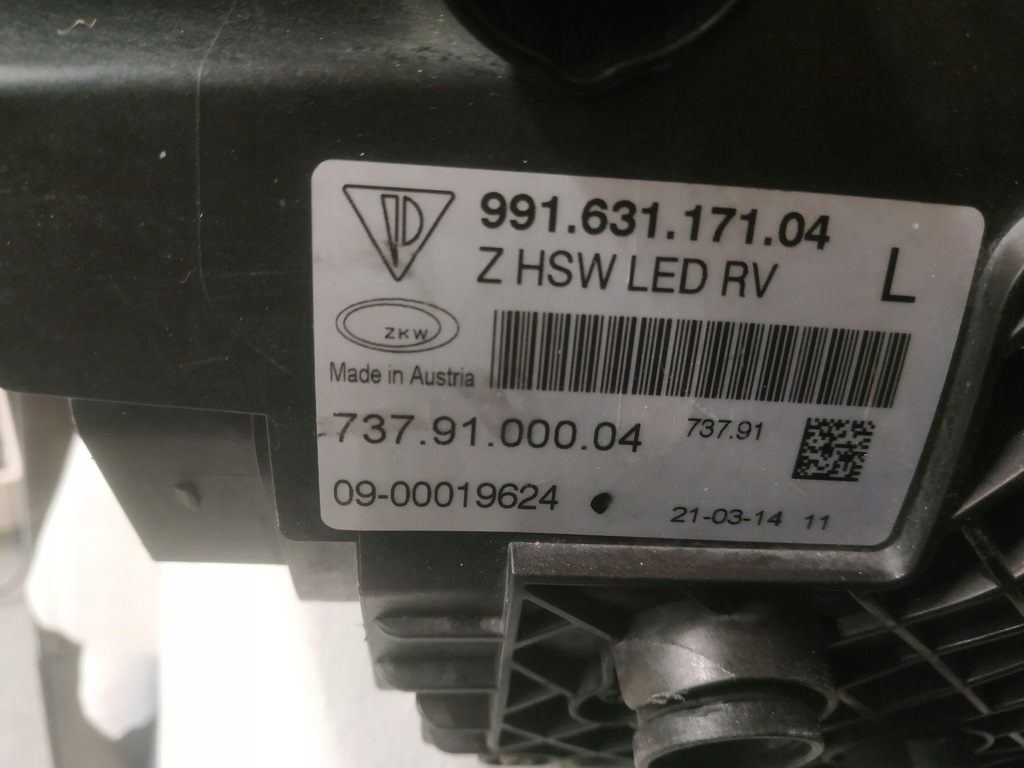 991.631.171.04
Z HSW LED RV
L
ZKW
Made in Austria
737.91.000.04
737.91
09-00019624
21-03-14 11